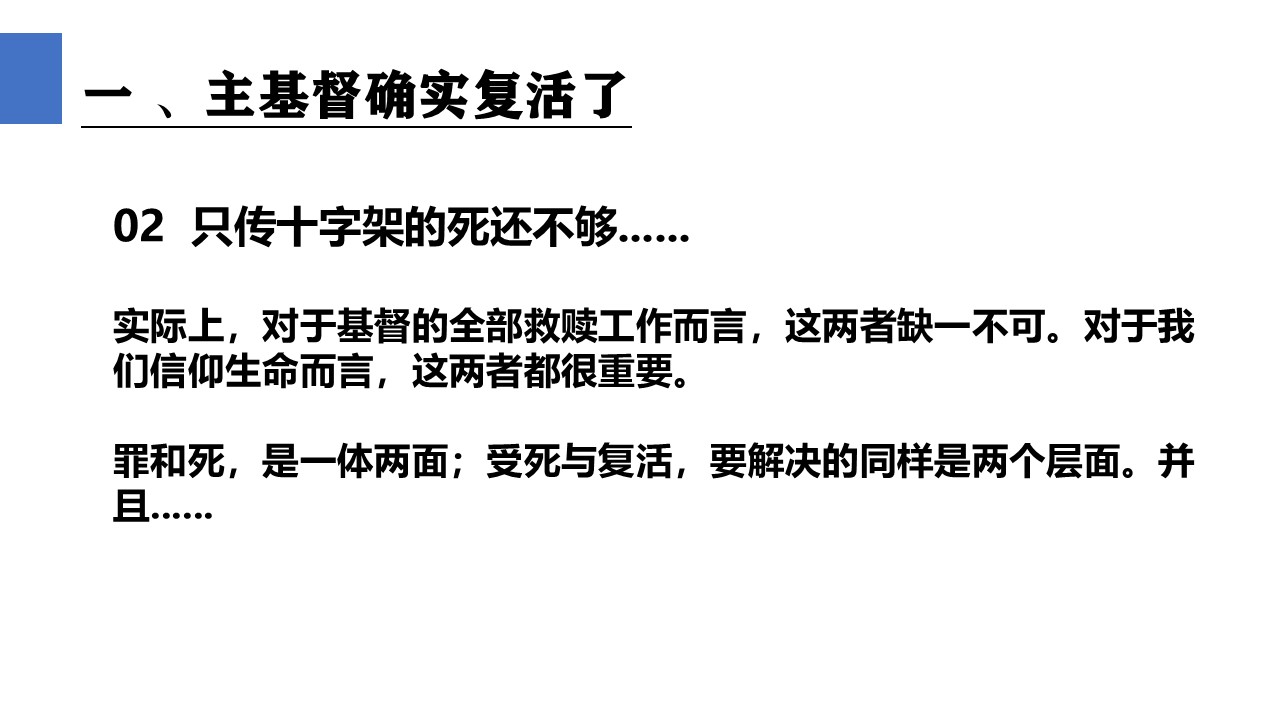 一 、主基督确实复活了
02 只传十字架的死还不够……
实际上，对于基督的全部救赎工作而言，这两者缺一不可。对于我
们信仰生命而言，这两者都很重要。
罪和死，是一体两面；受死与复活，要解决的同样是两个层面。并
且……